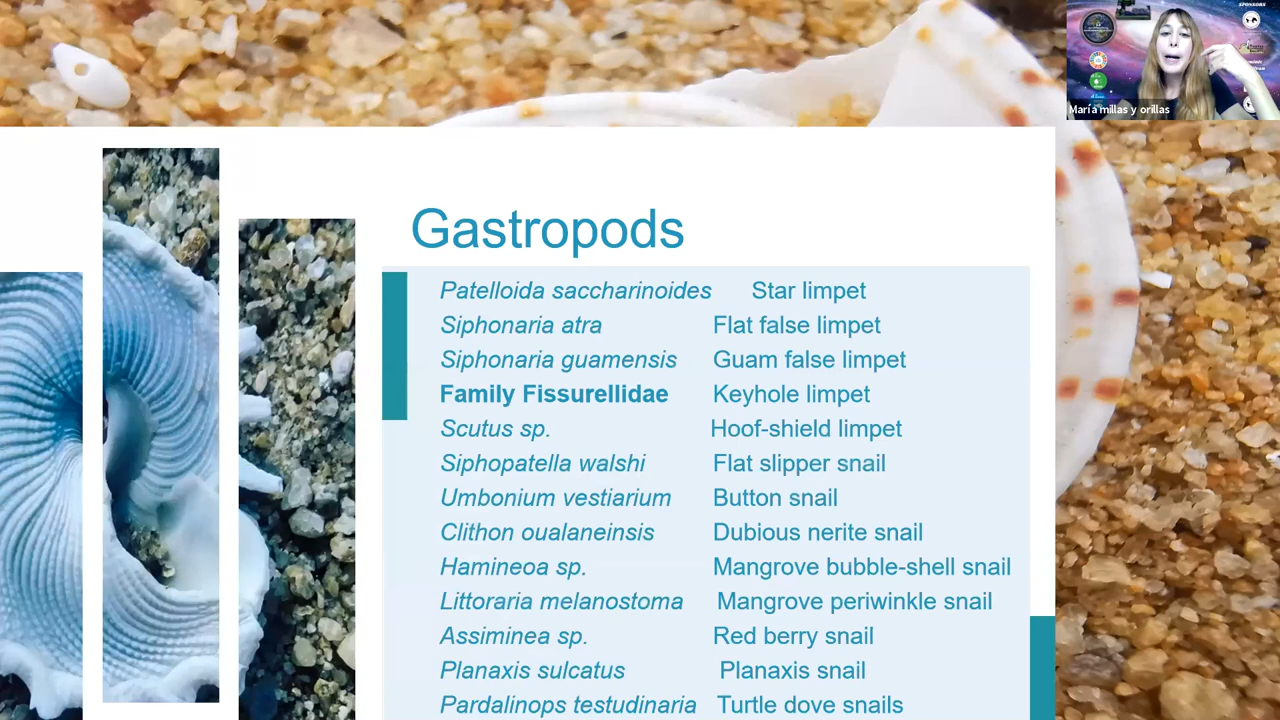 SPONSORS
María millas y orillas
Gastropods
Patelloida saccharinoides Star limpet
Siphonaria atra Flat false limpet
Siphonaria guamensis Guam false limpet
Family Fissurellidae Keyhole limpet
Scutus sp. Hoof-shield limpet
Siphopatella walshi Flat slipper snail
Umbonium vestiarium Button snail
Clithon oualaneinsis Dubious nerite snail
Hamineoa sp. Mangrove bubble-shell snail
Littoraria melanostoma Mangrove periwinkle snail
Assiminea sp. Red berry snail
Planaxis sulcatus Planaxis snail
Pardalinops testudinaria Turtle dove snails